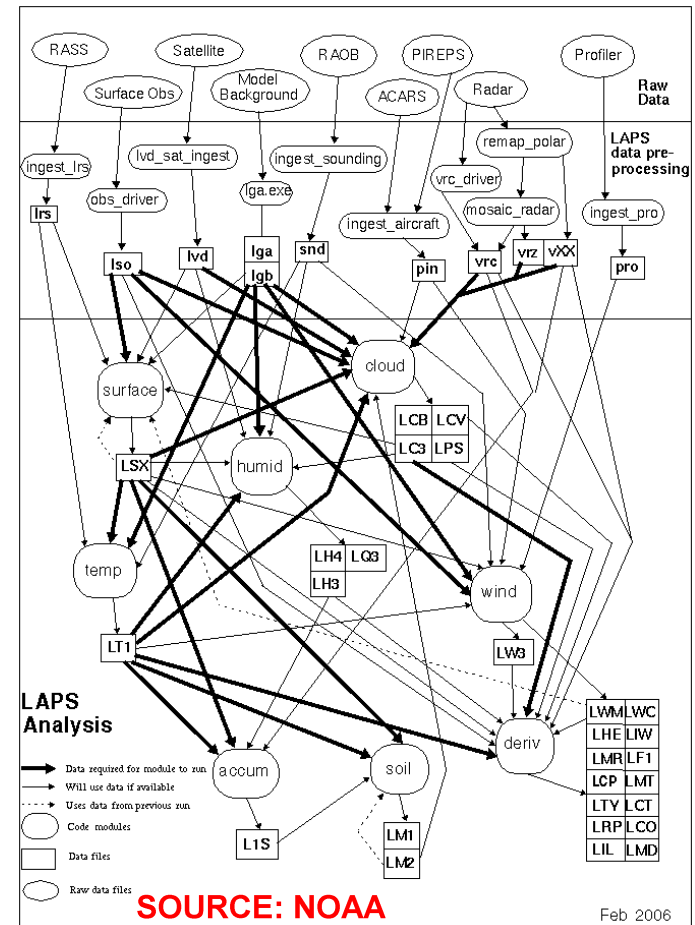 RASS
Satellite
RAOB
PIREPS
Profiler
Surface Obs
Model
Background
ACARS
Radar
Raw
Data
LAPS
data pre-
processing
ingest_lrs
lvd_sat_ingest
ingest_sounding
remap_polar
obs_driver
lga.exe
vrc_driver
mosaic_radar
ingest_aircraft
ingest_pro
lrs
lso
lvd
lga
lgb
snd
pin
vrc
vrz
vXX
pro
cloud
surface
LCB LCV
LC3 LPS
LSX
humid
temp
LH4 LQ3
LH3
wind
LT1
LW3
LAPS
Analysis
Data required for module to run
Will use data if available
Uses data from previous run
Code modules
Data files
Raw data files
accum
soil
deriv
LWM LWC
LHE LIW
LMR LF1
LCP LMT
LTY LCT
LRP LCO
LIL LMD
L1S
LM1
LM2
SOURCE: NOAA
Feb 2006